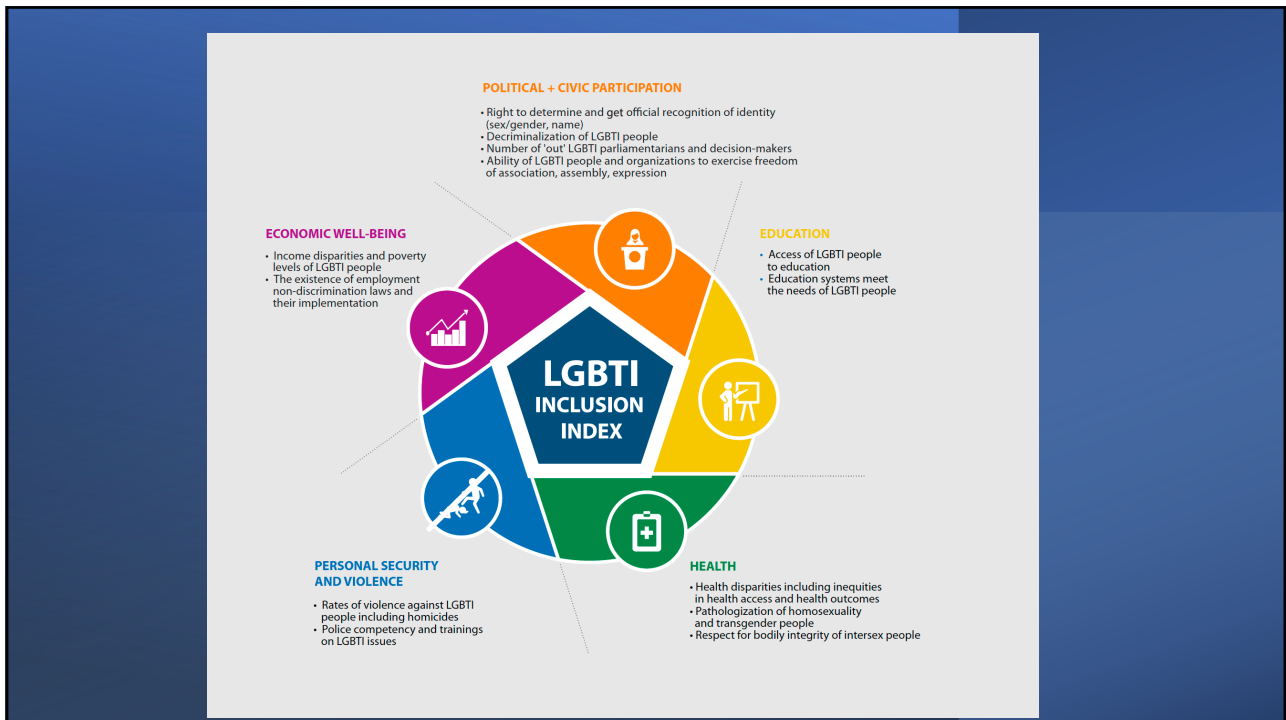 POLITICAL + CIVIC PARTICIPATION
• Right to determine and get official recognition of identity
(sex/gender, name)
• Decriminalization of LGBTI people
• Number of 'out' LGBTI parliamentarians and decision-makers
• Ability of LGBTI people and organizations to exercise freedom
of association, assembly, expression
ECONOMIC WELL-BEING
• Income disparities and poverty
levels of LGBTI people
• The existence of employment
non-discrimination laws and
their implementation
EDUCATION
• Access of LGBTI people
to education
• Education systems meet
the needs of LGBTI people
LGBTI
INCLUSION
INDEX
PERSONAL SECURITY
AND VIOLENCE
• Rates of violence against LGBTI
people including homicides
• Police competency and trainings
on LGBTI issues
HEALTH
• Health disparities including inequities
in health access and health outcomes
• Pathologization of homosexuality
and transgender people
• Respect for bodily integrity of intersex people